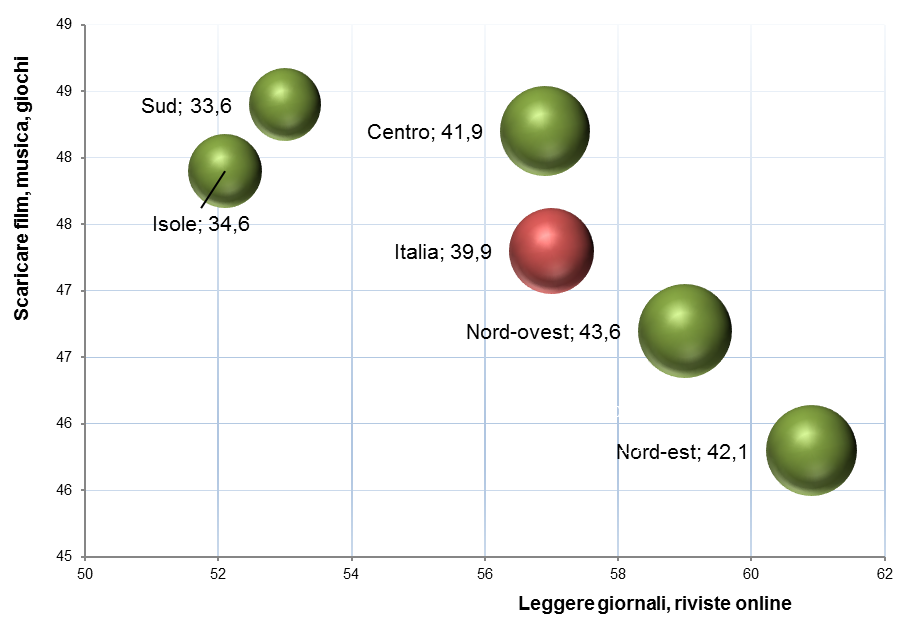 49
49
48
48
47
47
46
46
45
Scaricare film, musica, giochi
Sud; 33,6
Centro; 41,9
Isole; 34,6
Italia; 39,9
Nord-ovest; 43,6
Nord-est; 42,1
50 52 54 56 58 60 62
Leggere giornali, riviste online